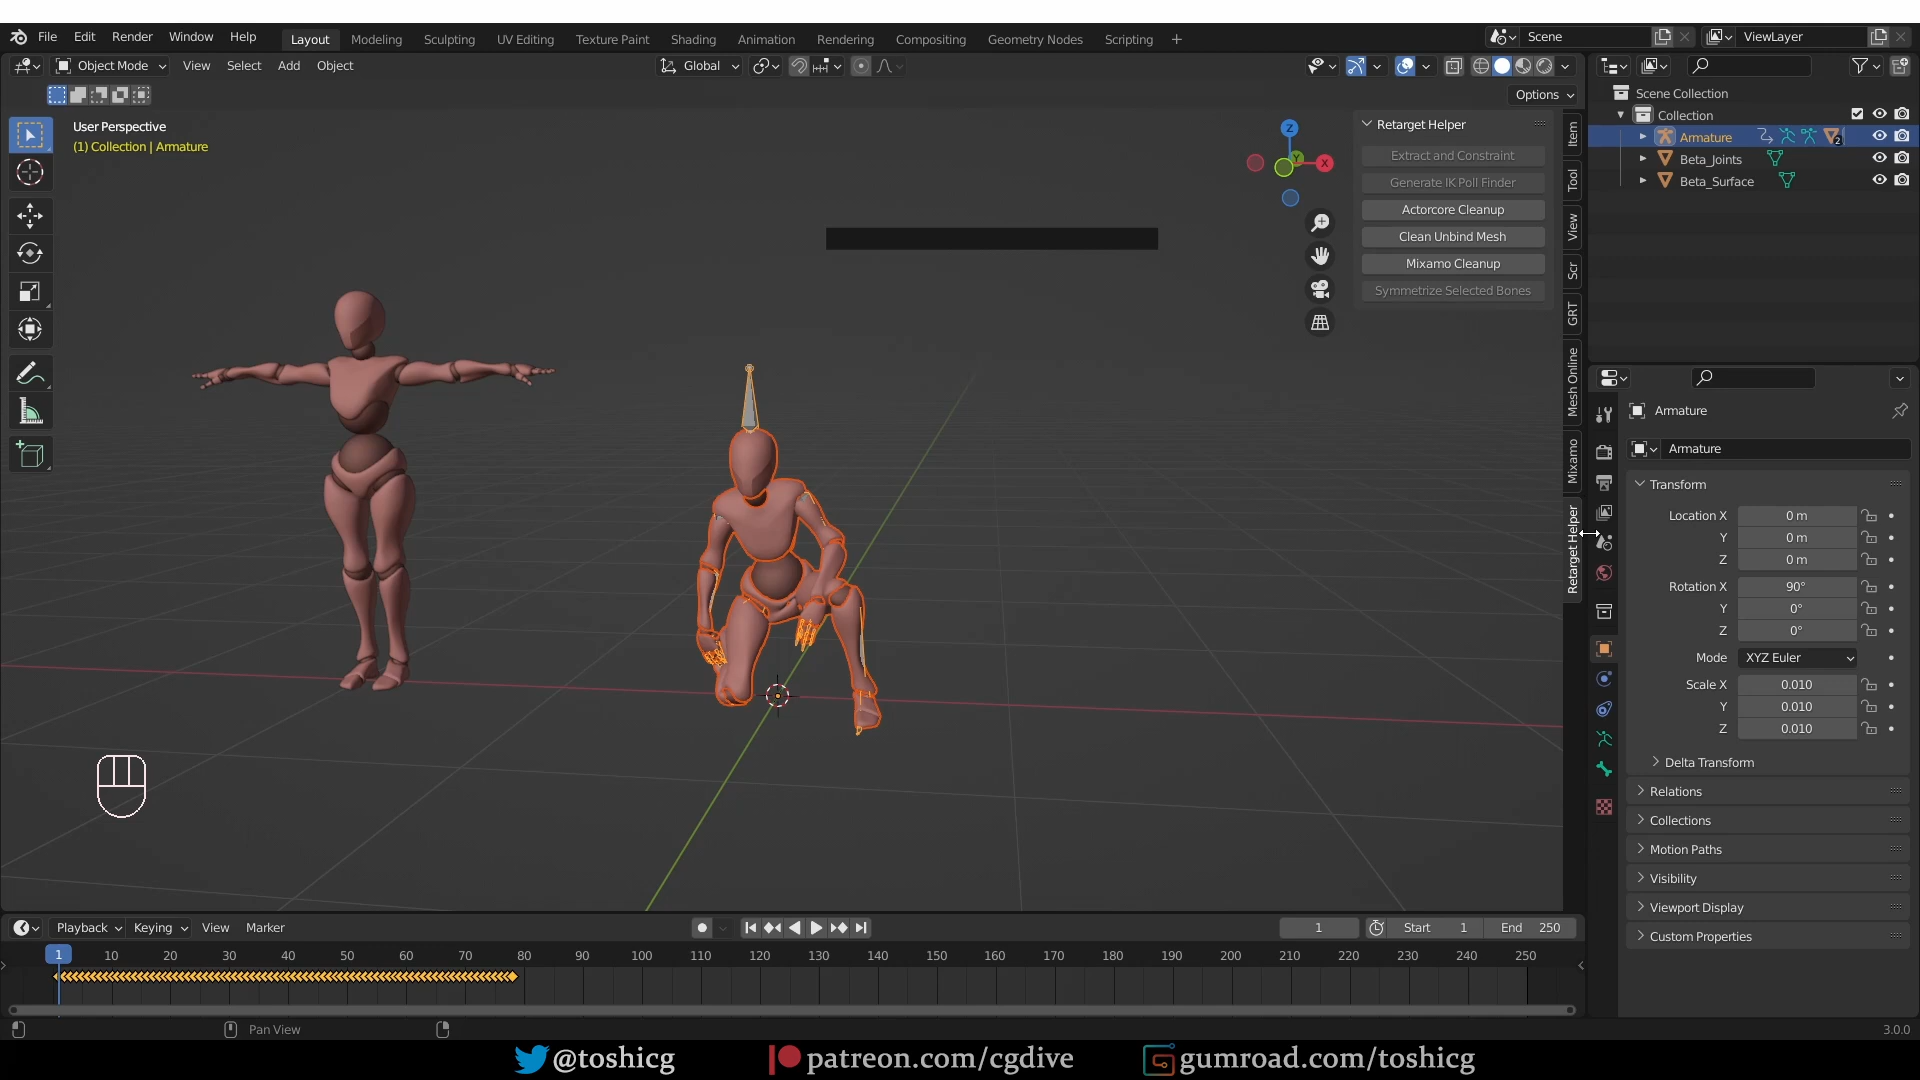 File Edit Render Window Help Layout Modeling Sculpting UV Editing Texture Paint Shading Animation Rendering Compositing Geometry Nodes Scripting + Scene ViewLayer
Object Mode View Select Add Object Global
Options
User Perspective
(1) Collection | Armature
Retarget Helper
Extract and Constraint
Generate IK Poll Finder
Actorcore Cleanup
Clean Unbind Mesh
Mixamo Cleanup
Symmetrize Selected Bones
Z
Y
X
Item
Tool
View
Scr
GRT
Mesh Online
Mixamo
Retarget Helper
Scene Collection
Collection
Armature 2
Beta_Joints
Beta_Surface
Armature
Armature
Transform
Location X 0 m
Y 0 m
Z 0 m
Rotation X 90°
Y 0°
Z 0°
Mode XYZ Euler
Scale X 0.010
Y 0.010
Z 0.010
Delta Transform
Relations
Collections
Motion Paths
Visibility
Viewport Display
Custom Properties
Playback Keying View Marker 1 Start 1 End 250
1 10 20 30 40 50 60 70 80 90 100 110 120 130 140 150 160 170 180 190 200 210 220 230 240 250
Pan View 3.0.0
@toshicg patreon.com/cgdive gumroad.com/toshicg